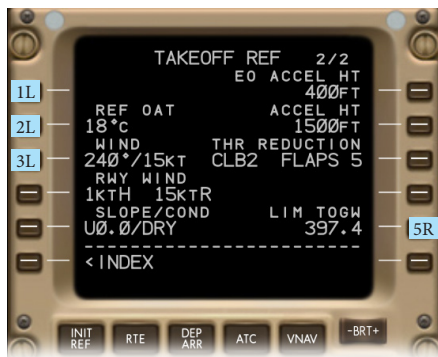 TAKEOFF REF 2/2
EO ACCEL HT
1L 400FT
REF OAT ACCEL HT
2L 18°C 1500FT
WIND THR REDUCTION
3L 240°/15KT CLB2 FLAPS 5
RWY WIND
1KTH 15KTR
SLOPE/COND LIM TOGW
U0.0/DRY 397.4 5R
--------------------------
<INDEX
INIT REF RTE DEP ARR ATC VNAV -BRT+